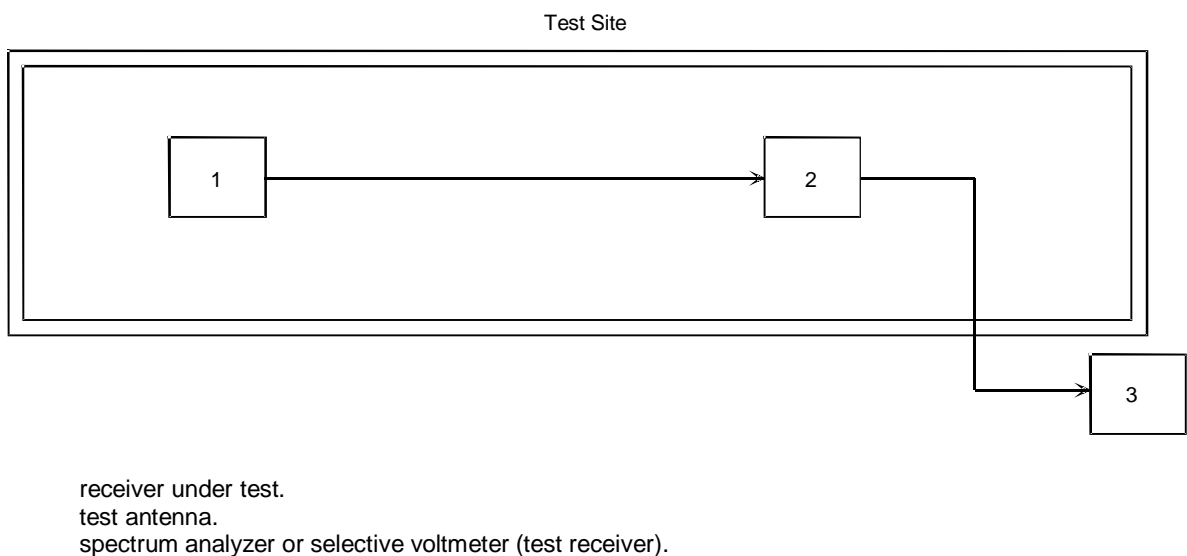 Test Site
1
2
3
receiver under test.
test antenna.
spectrum analyzer or selective voltmeter (test receiver).